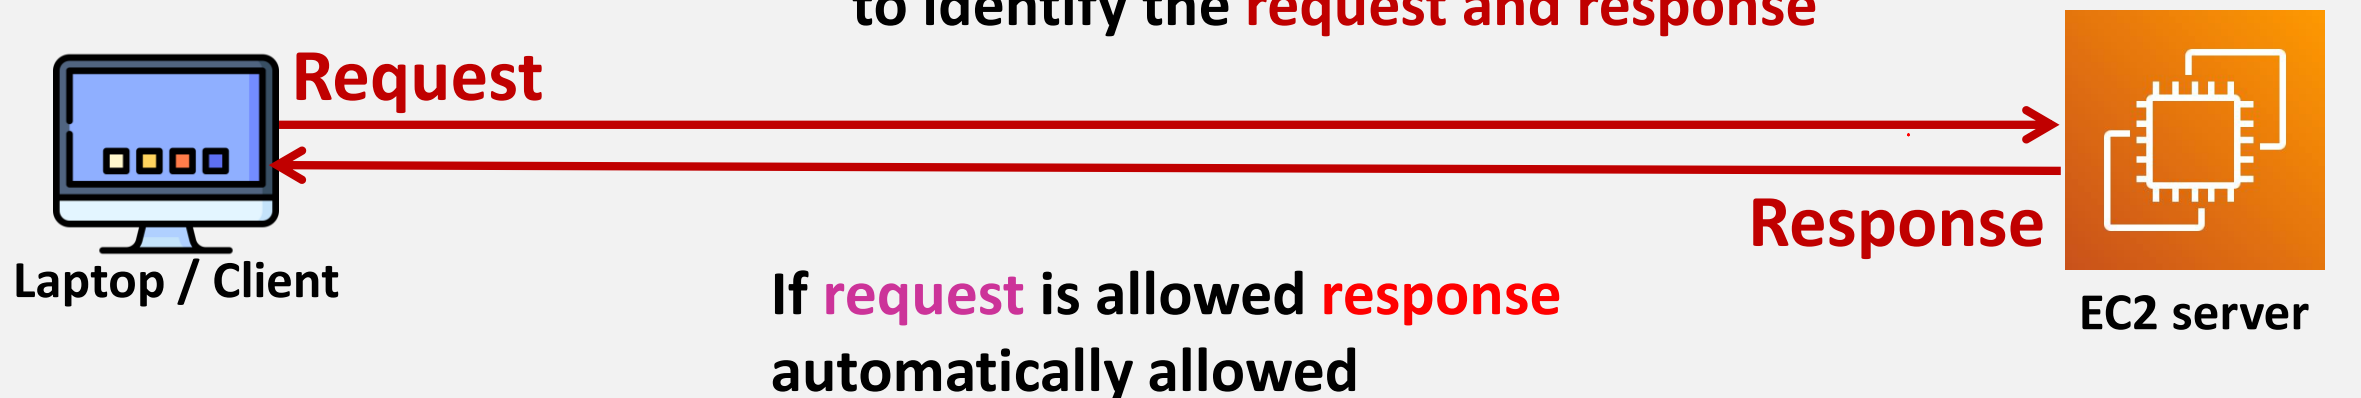 to identify the request and response
Request
Response
Laptop / Client
If request is allowed response
automatically allowed
EC2 server